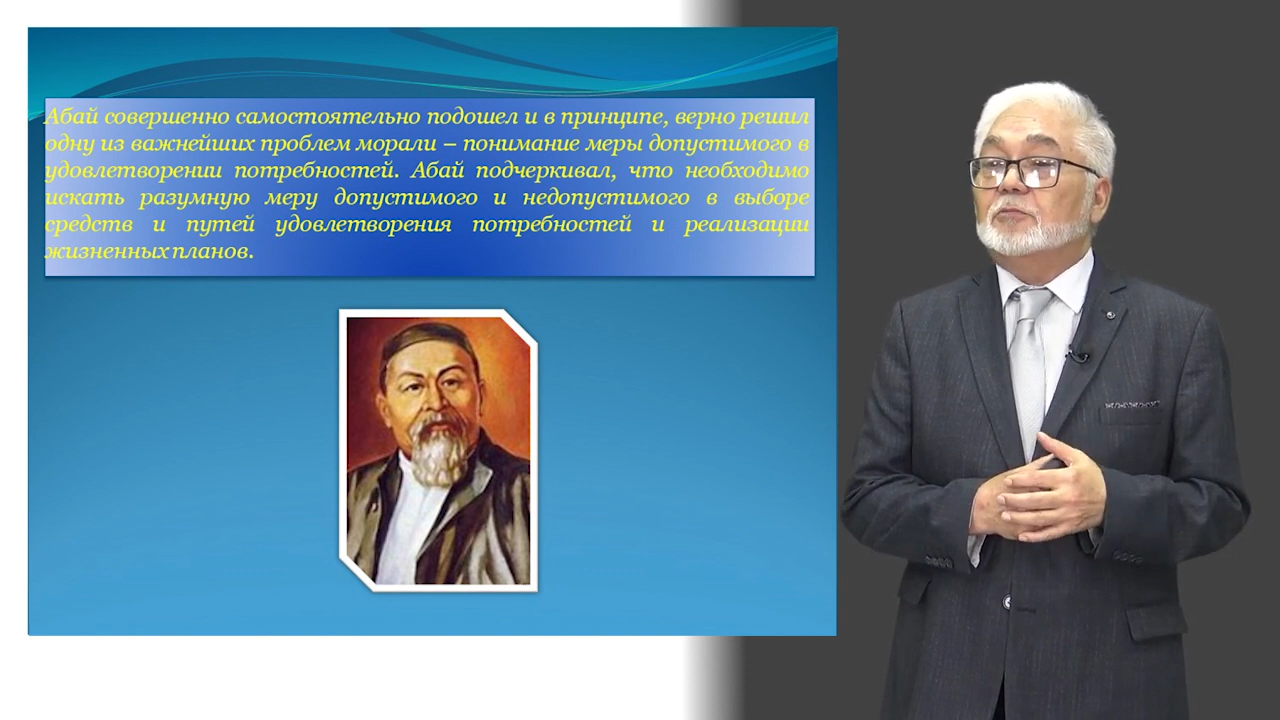 Абай совершенно самостоятельно подошел и в принципе, верно решил
одну из важнейших проблем морали – понимание меры допустимого в
удовлетворении потребностей. Абай подчеркивал, что необходимо
искать разумную меру допустимого и недопустимого в выборе
средств и путей удовлетворения потребностей и реализации
жизненных планов.